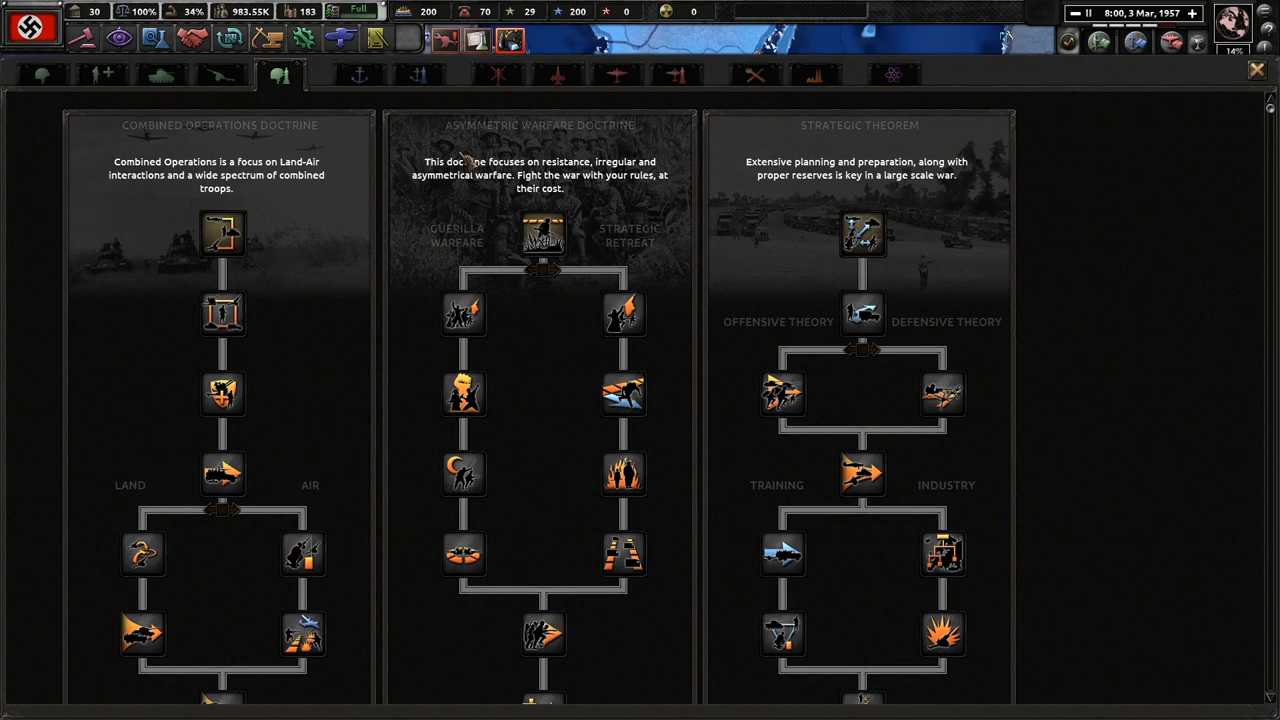 30 100% 34% 983.55K 183 Full 200 70 29 200 0 0 8:00, 3 Mar, 1957
14%
COMBINED OPERATIONS DOCTRINE
Combined Operations is a focus on Land-Air
interactions and a wide spectrum of combined
troops.
LAND AIR
ASYMMETRIC WARFARE DOCTRINE
This doctrine focuses on resistance, irregular and
asymmetrical warfare. Fight the war with your rules, at
their cost.
GUERILLA
WARFARE
STRATEGIC
RETREAT
STRATEGIC THEOREM
Extensive planning and preparation, along with
proper reserves is key in a large scale war.
OFFENSIVE THEORY DEFENSIVE THEORY
TRAINING INDUSTRY